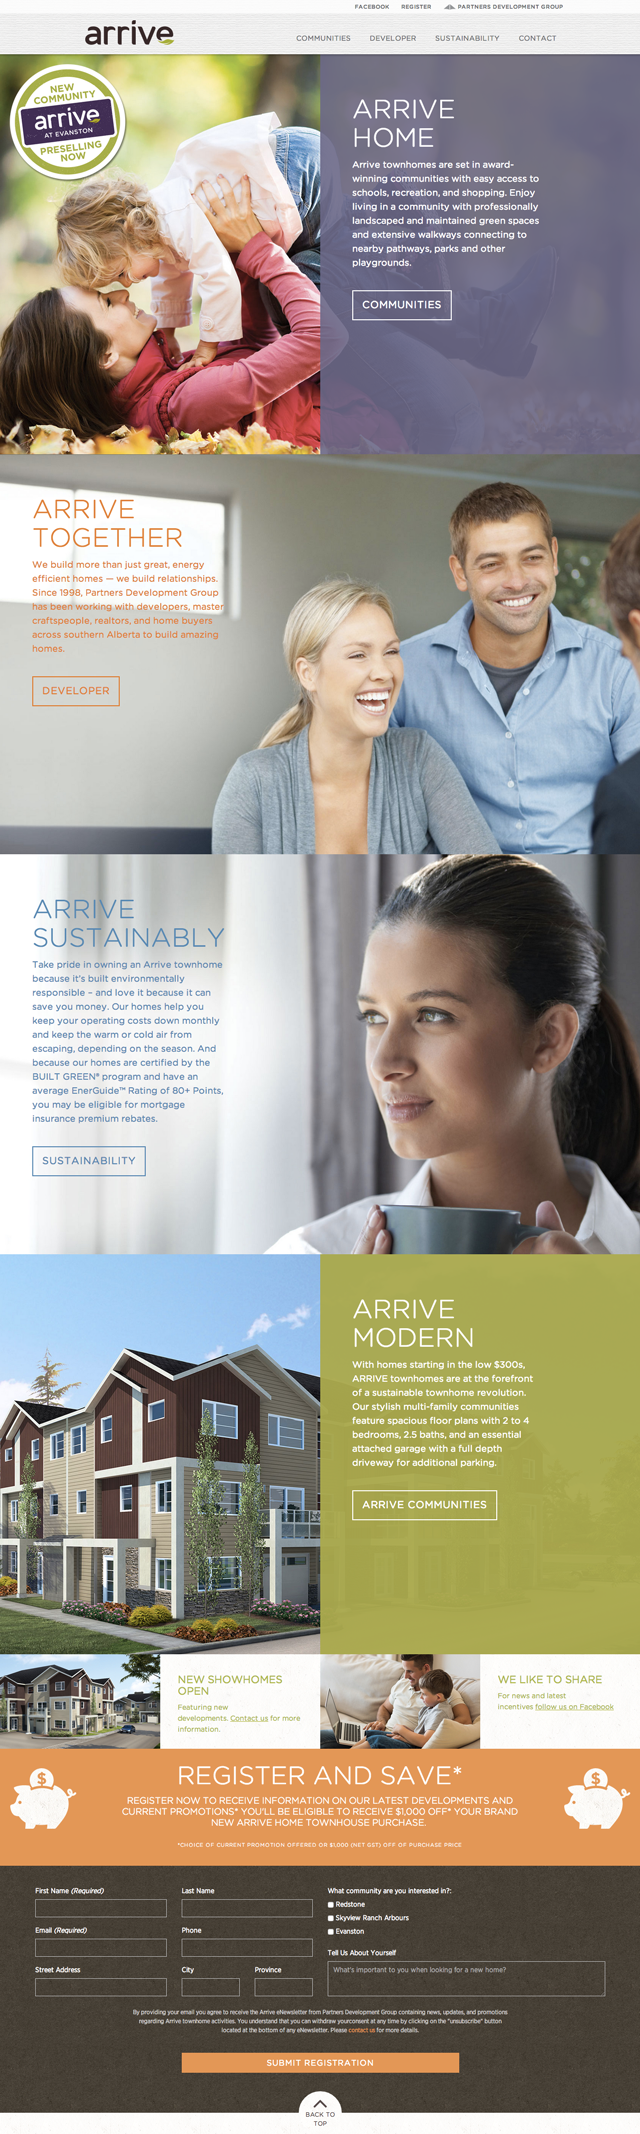 FACEBOOK REGISTER PARTNERS DEVELOPMENT GROUP
arrive
COMMUNITIES DEVELOPER SUSTAINABILITY CONTACT
NEW
COMMUNITY
arrive
AT EVANSTON
PRESELLING
NOW
ARRIVE
HOME
Arrive townhomes are set in award-
winning communities with easy access to
schools, recreation, and shopping. Enjoy
living in a community with professionally
landscaped and maintained green spaces
and extensive walkways connecting to
nearby pathways, parks and other
playgrounds.
COMMUNITIES
ARRIVE
TOGETHER
We build more than just great, energy
efficient homes — we build relationships.
Since 1998, Partners Development Group
has been working with developers, master
craftspeople, realtors, and home buyers
across southern Alberta to build amazing
homes.
DEVELOPER
ARRIVE
SUSTAINABLY
Take pride in owning an Arrive townhome
because it's built environmentally
responsible – and love it because it can
save you money. Our homes help you
keep your operating costs down monthly
and keep the warm or cold air from
escaping, depending on the season. And
because our homes are certified by the
BUILT GREEN® program and have an
average EnerGuide™ Rating of 80+ Points,
you may be eligible for mortgage
insurance premium rebates.
SUSTAINABILITY
ARRIVE
MODERN
With homes starting in the low $300s,
ARRIVE townhomes are at the forefront
of a sustainable townhome revolution.
Our stylish multi-family communities
feature spacious floor plans with 2 to 4
bedrooms, 2.5 baths, and an essential
attached garage with a full depth
driveway for additional parking.
ARRIVE COMMUNITIES
NEW SHOWHOMES
OPEN
Featuring new
developments. Contact us for more
information.
WE LIKE TO SHARE
For news and latest
incentives follow us on Facebook
$
REGISTER AND SAVE*
REGISTER NOW TO RECEIVE INFORMATION ON OUR LATEST DEVELOPMENTS AND
CURRENT PROMOTIONS* YOU'LL BE ELIGIBLE TO RECEIVE $1,000 OFF* YOUR BRAND
NEW ARRIVE HOME TOWNHOUSE PURCHASE.
*CHOICE OF CURRENT PROMOTION OFFERED OR $1,000 (NET GST) OFF OF PURCHASE PRICE
$
First Name (Required)
Last Name
Email (Required)
Phone
Street Address
City
Province
What community are you interested in?:
Redstone
Skyview Ranch Arbours
Evanston
Tell Us About Yourself
What's important to you when looking for a new home?
By providing your email you agree to receive the Arrive eNewsletter from Partners Development Group containing news, updates, and promotions
regarding Arrive townhome activities. You understand that you can withdraw yourconsent at any time by clicking on the "unsubscribe" button
located at the bottom of any eNewsletter. Please contact us for more details.
SUBMIT REGISTRATION
BACK TO
TOP